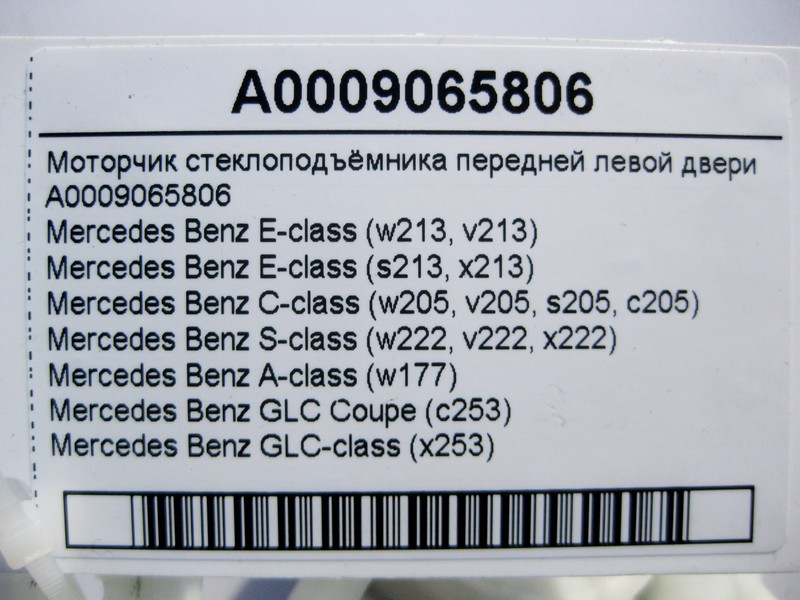 A0009065806
Моторчик стеклоподъёмника передней левой двери
A0009065806
Mercedes Benz E-class (w213, v213)
Mercedes Benz E-class (s213, x213)
Mercedes Benz C-class (w205, v205, s205, c205)
Mercedes Benz S-class (w222, v222, x222)
Mercedes Benz A-class (w177)
Mercedes Benz GLC Coupe (c253)
Mercedes Benz GLC-class (x253)